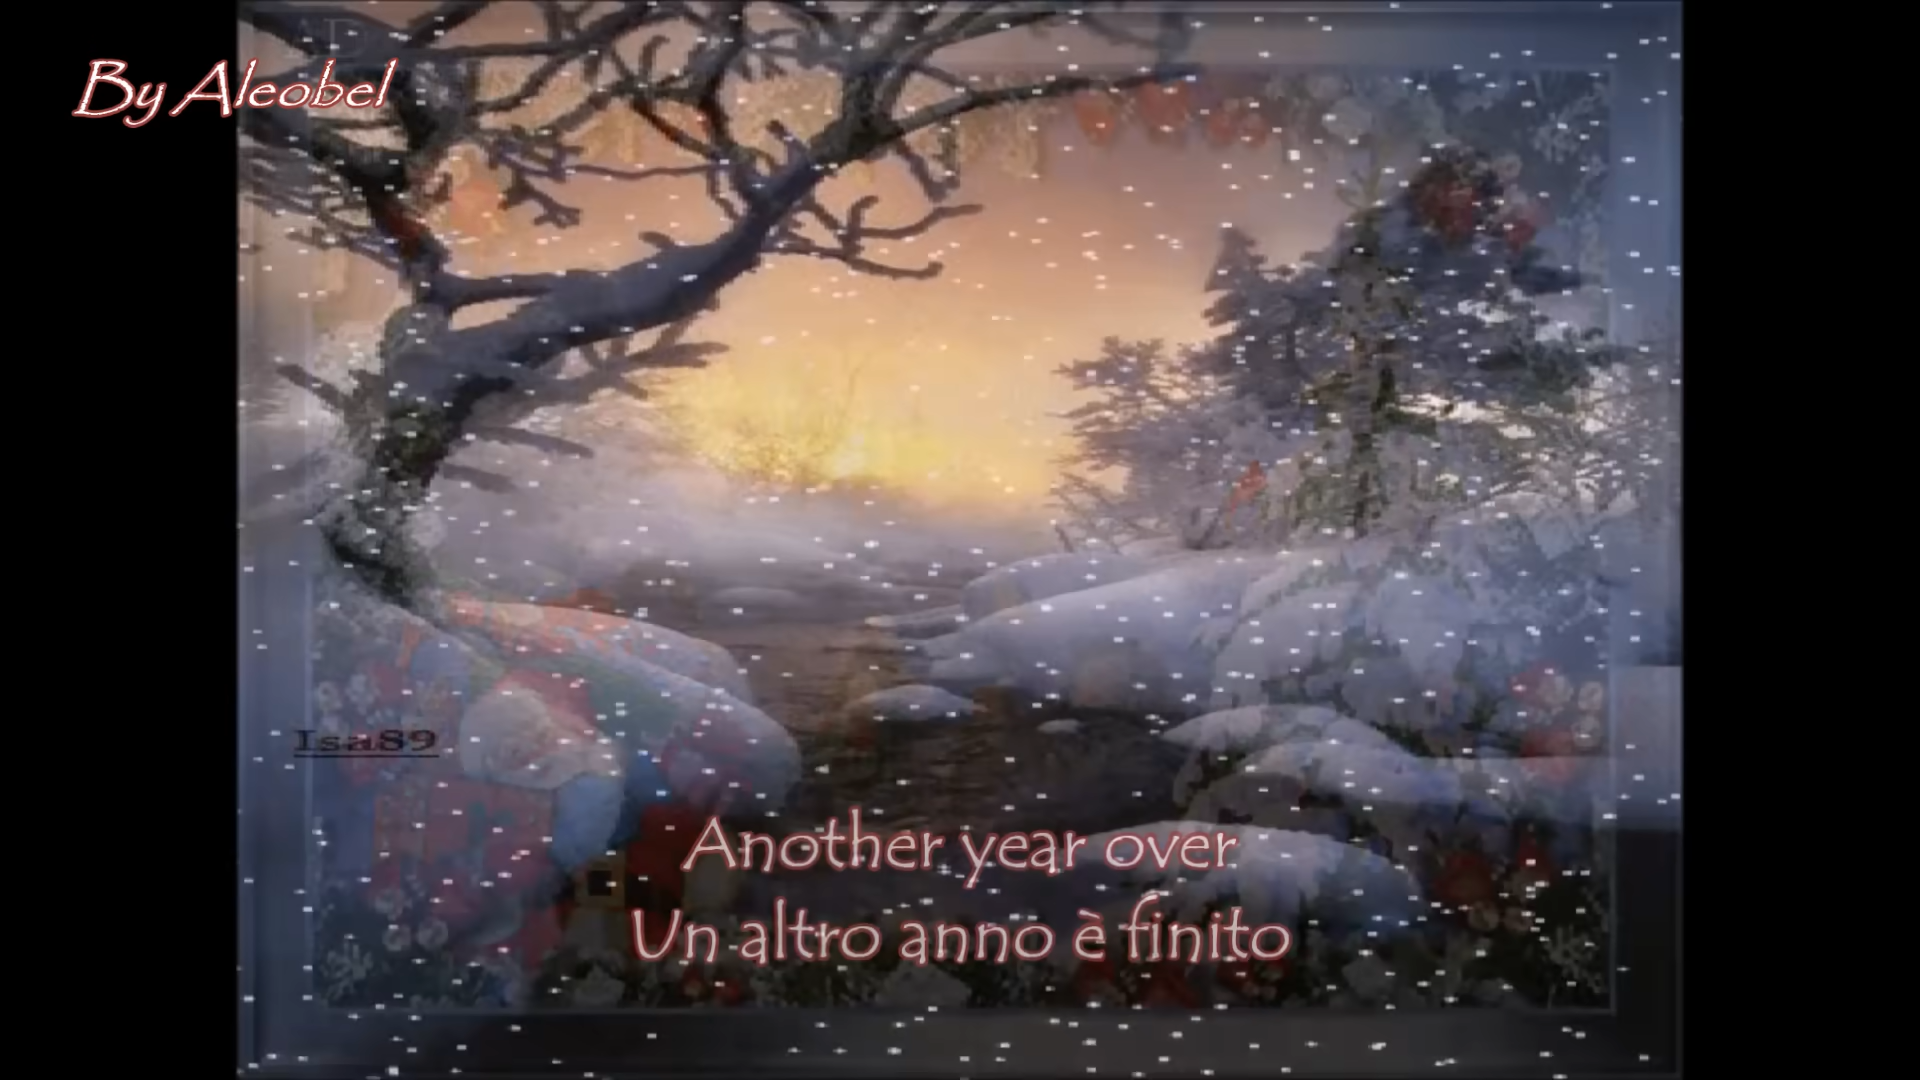 By Aleobel
Isa89
Another year over
Un altro anno è finito